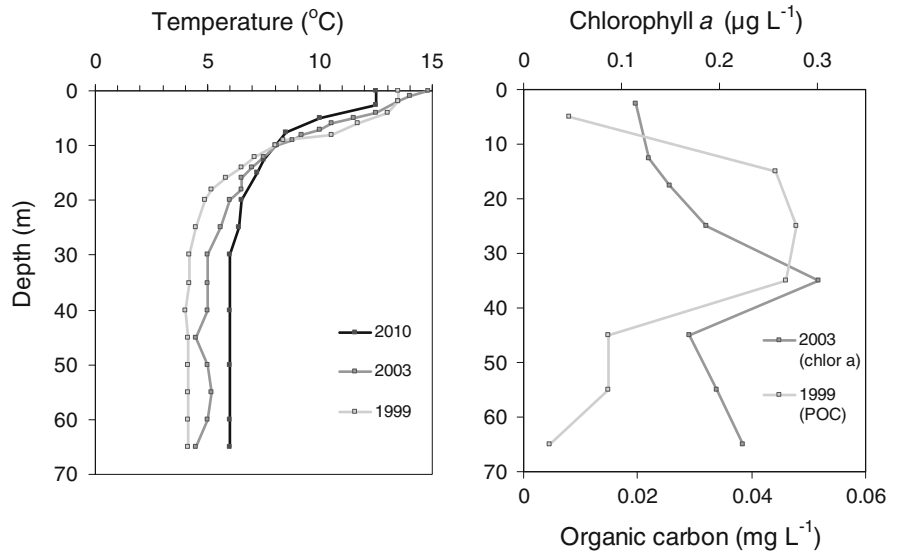 Temperature (°C)
0 5 10 15
0
10
20
30
40
50
60
70
Depth (m)
2010
2003
1999
Chlorophyll a (µg L-1)
0 0.1 0.2 0.3
0
10
20
30
40
50
60
70
2003
(chlor a)
1999
(POC)
0 0.02 0.04 0.06
Organic carbon (mg L-1)